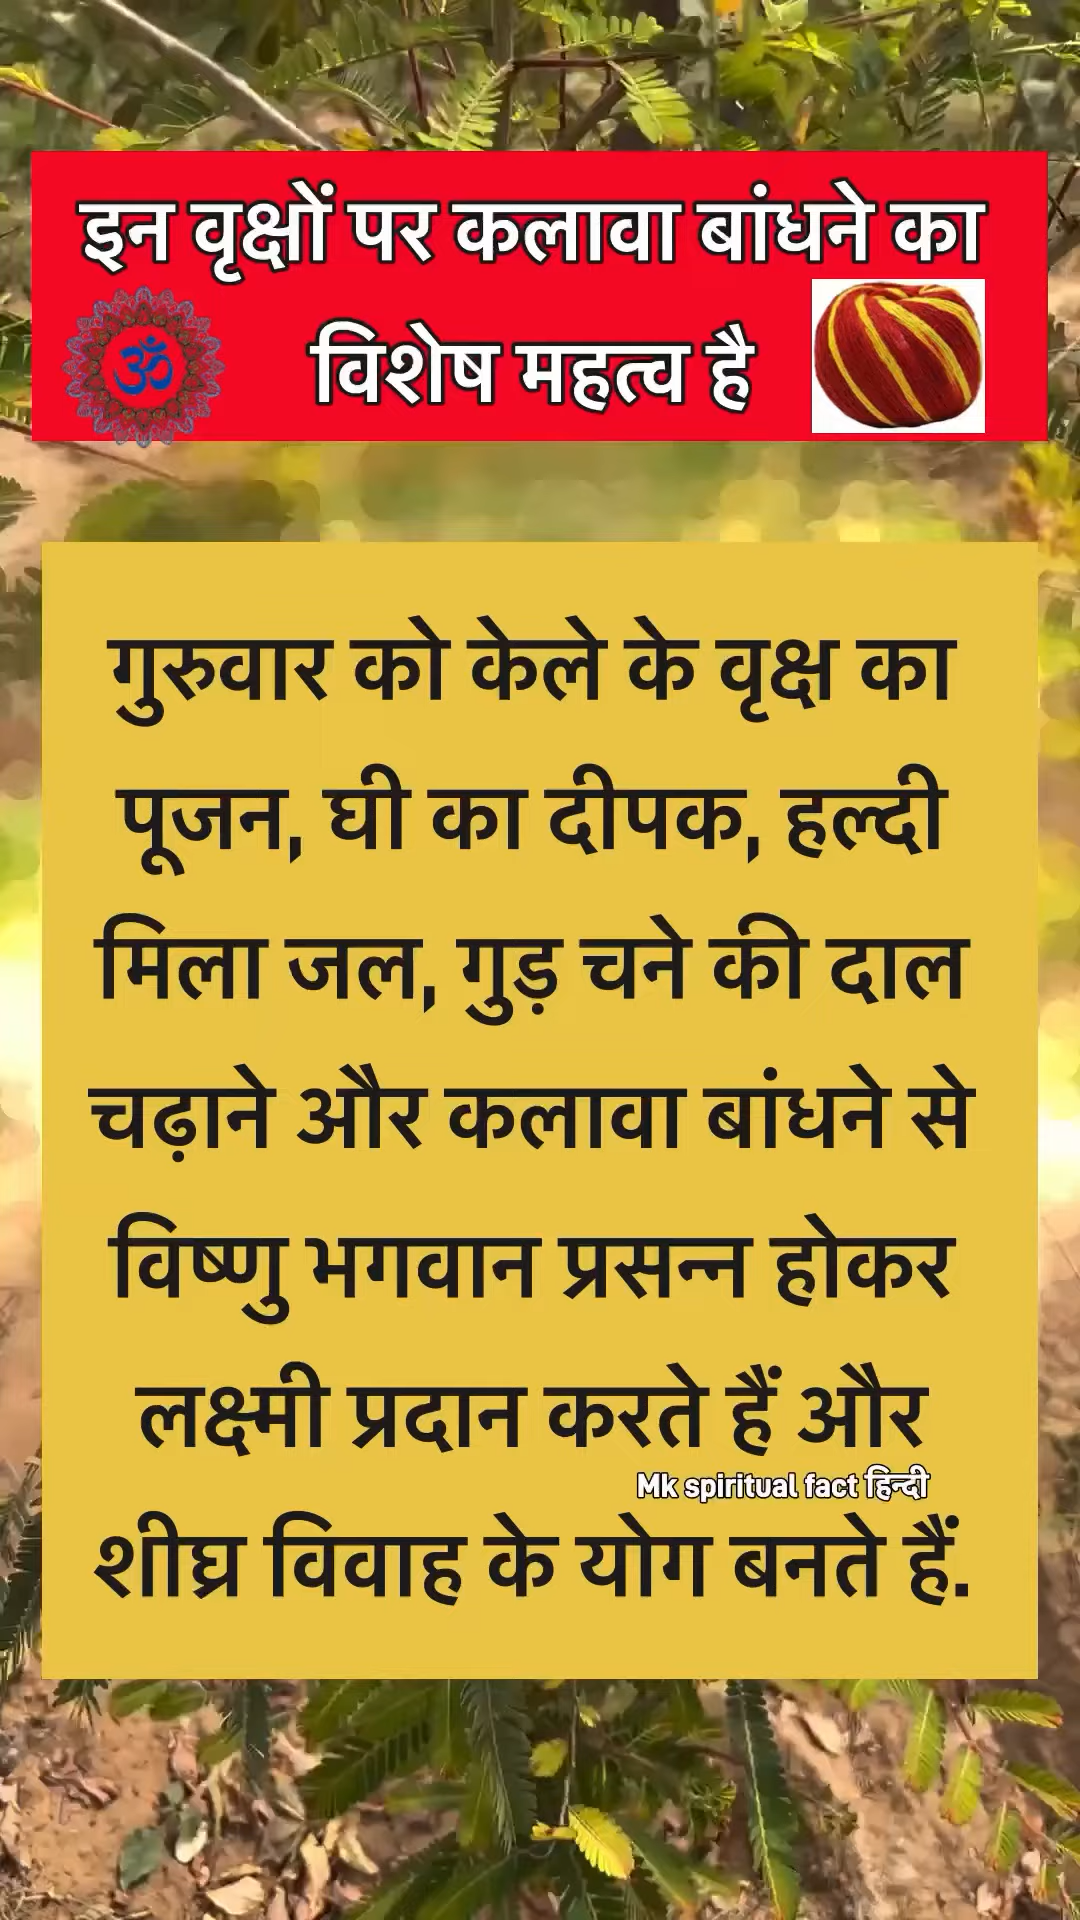 इन वृक्षों पर कलावा बांधने का
विशेष महत्व है
ॐ
गुरुवार को केले के वृक्ष का
पूजन, घी का दीपक, हल्दी
मिला जल, गुड़ चने की दाल
चढ़ाने और कलावा बांधने से
विष्णु भगवान प्रसन्न होकर
लक्ष्मी प्रदान करते हैं और
Mk spiritual fact हिन्दी
शीघ्र विवाह के योग बनते हैं.